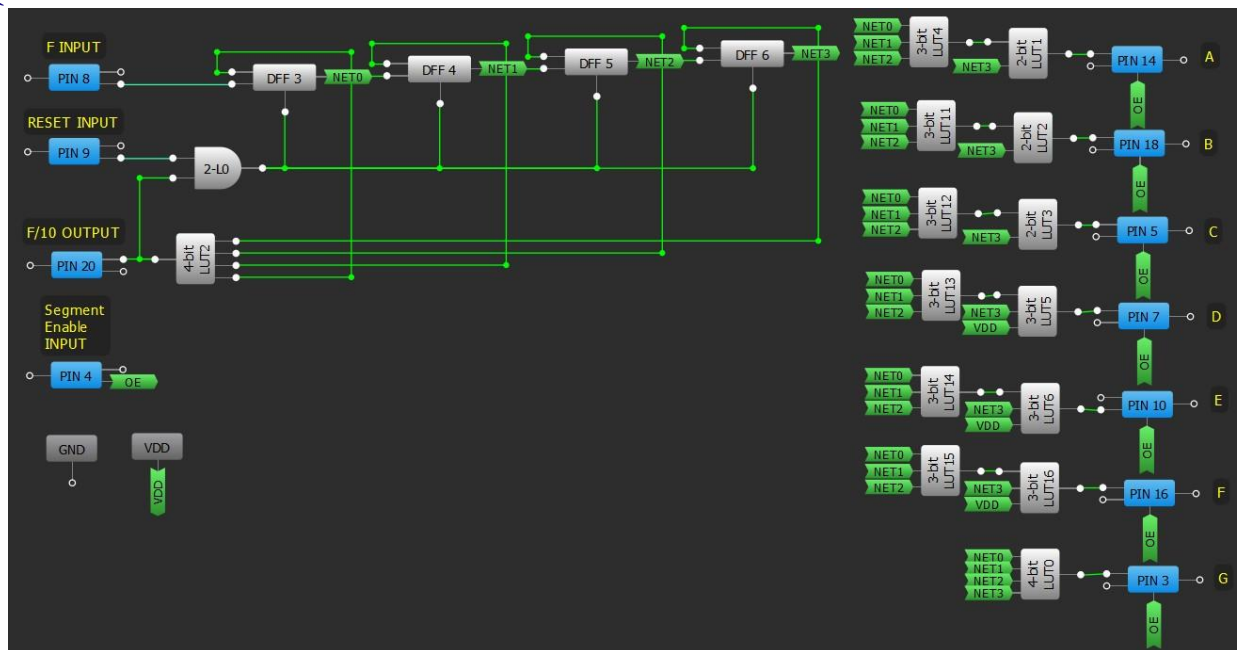 F INPUT
PIN 8
DFF 3
NET0
DFF 4
NET1
DFF 5
NET2
DFF 6
NET3
RESET INPUT
PIN 9
2-L0
F/10 OUTPUT
PIN 20
4-bit
LUT2
Segment
Enable
INPUT
PIN 4
OE
GND
VDD
VDD
NET0
NET1
NET2
3-bit
LUT4
NET3
2-bit
LUT1
PIN 14
A
OE
NET0
NET1
NET2
3-bit
LUT11
NET3
2-bit
LUT2
PIN 18
B
OE
NET0
NET1
NET2
3-bit
LUT12
NET3
2-bit
LUT3
PIN 5
C
OE
NET0
NET1
NET2
3-bit
LUT13
NET3
VDD
3-bit
LUT5
PIN 7
D
OE
NET0
NET1
NET2
3-bit
LUT14
NET3
VDD
3-bit
LUT6
PIN 10
E
OE
NET0
NET1
NET2
3-bit
LUT15
NET3
VDD
3-bit
LUT16
PIN 16
F
OE
NET0
NET1
NET2
NET3
4-bit
LUT0
PIN 3
G
OE